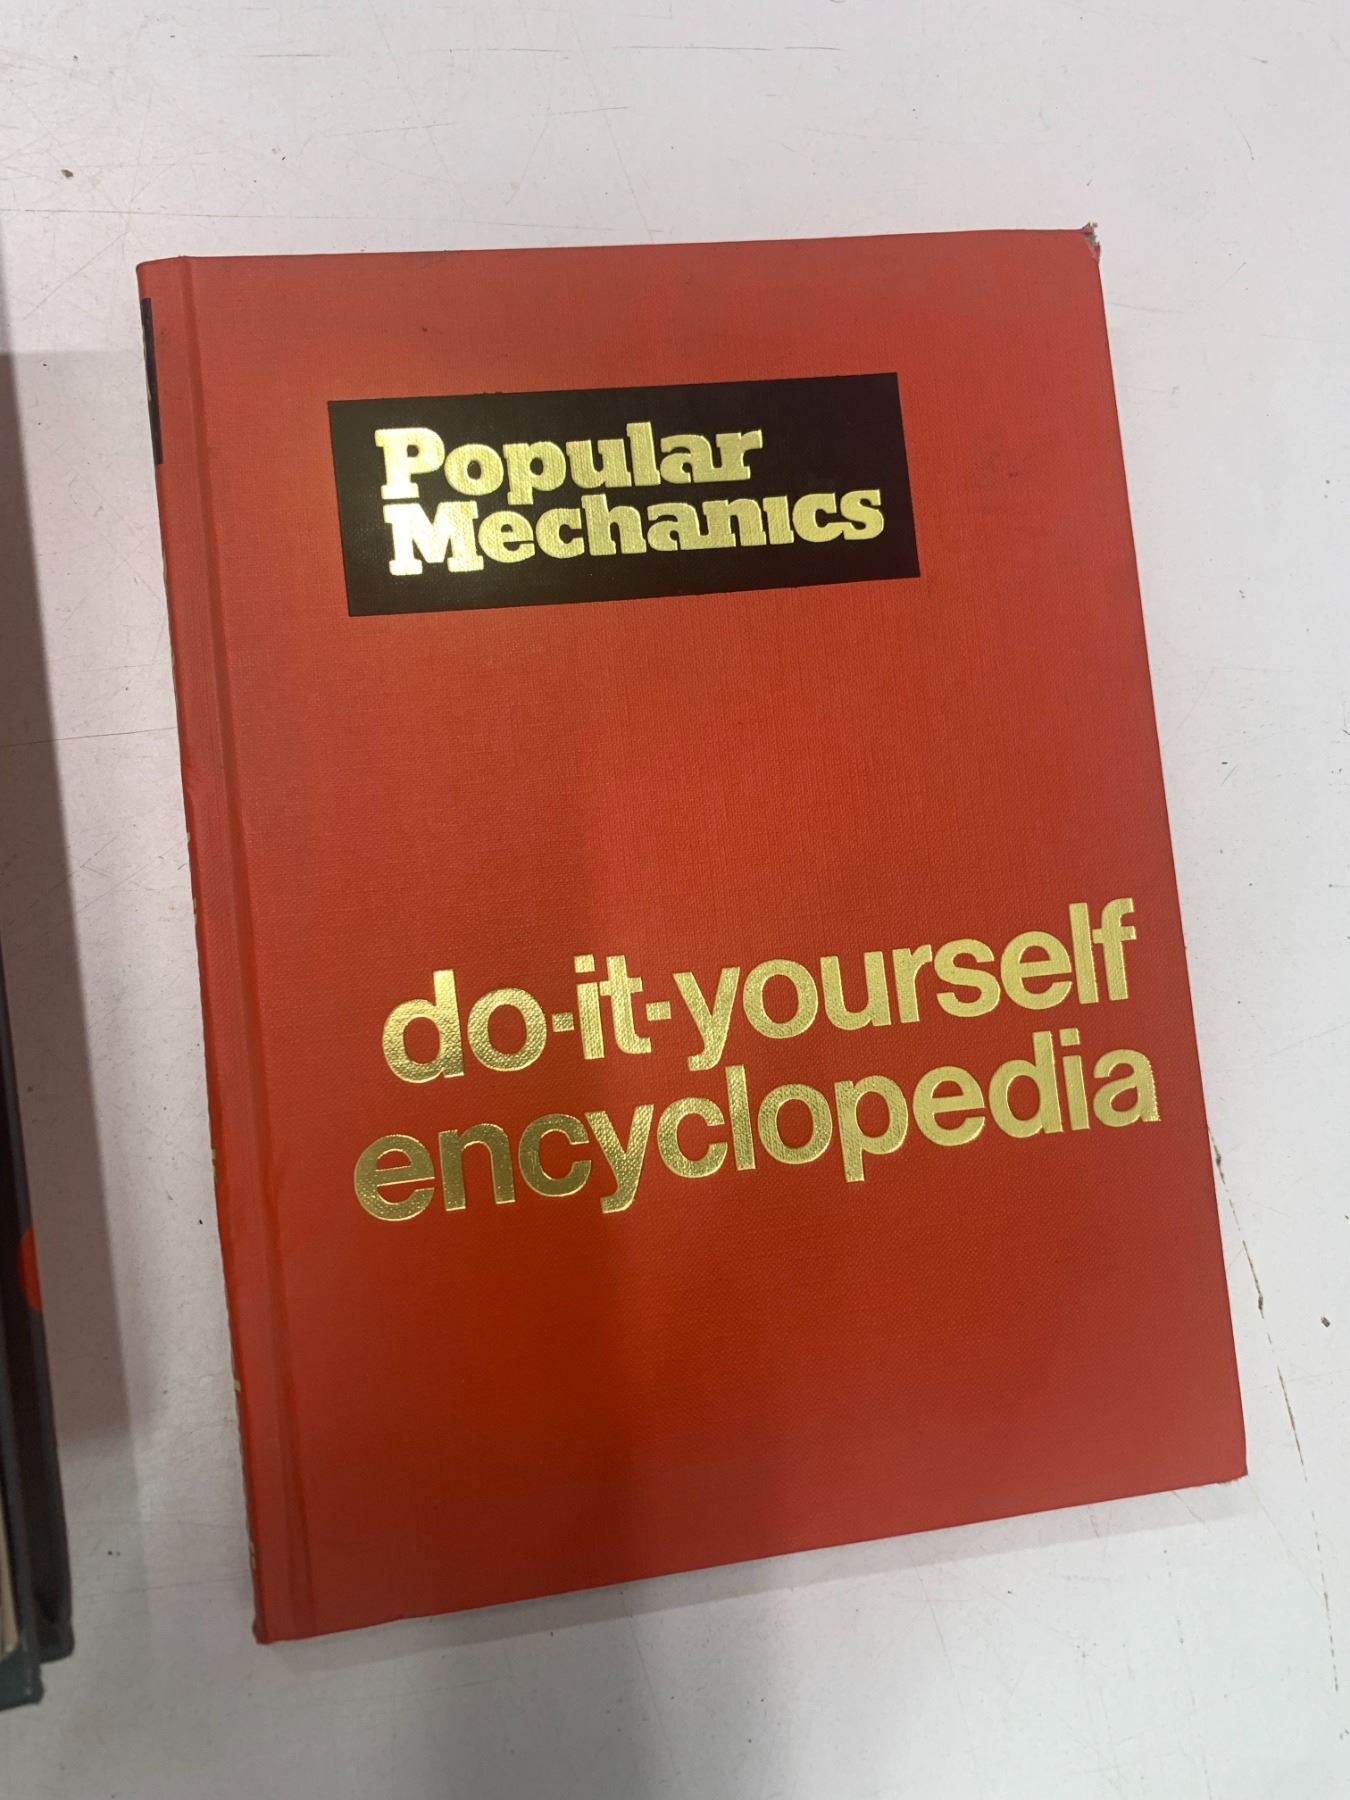 Popular
Mechanics
do-it-yourself
encyclopedia